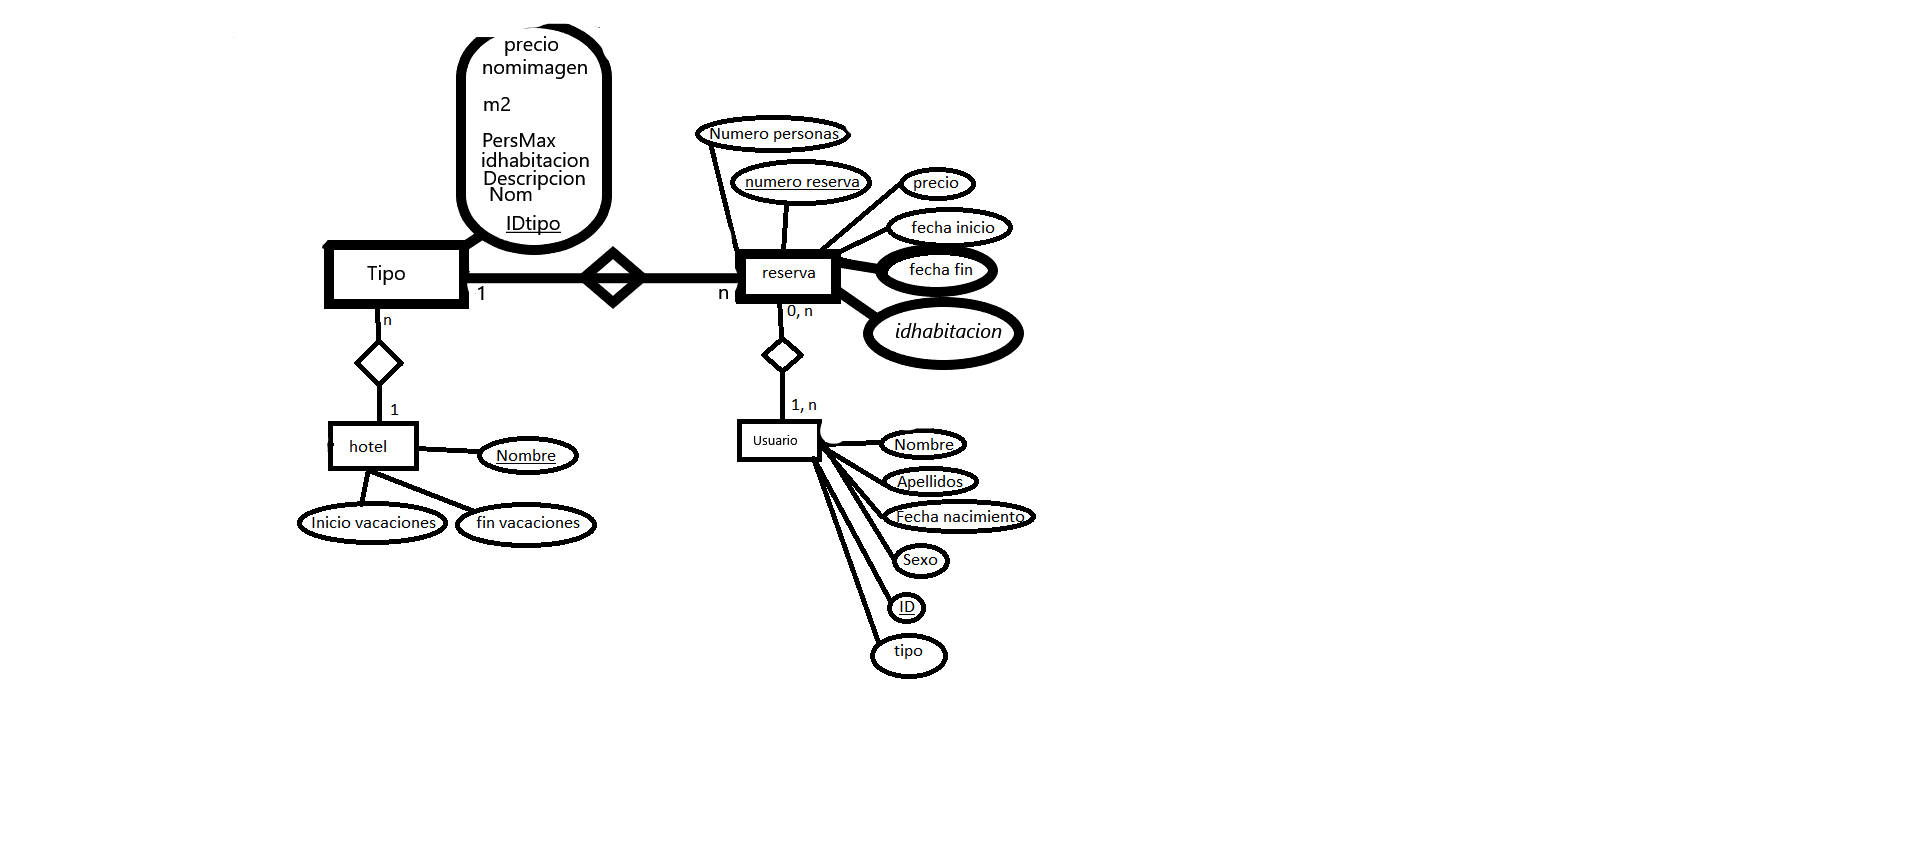 precio
nomimagen
m2
PersMax
idhabitacion
Descripcion
Nom
IDtipo
Tipo
1
n
Numero personas
numero reserva
precio
fecha inicio
fecha fin
idhabitacion
reserva
0, n
n
1
hotel
Nombre
Inicio vacaciones
fin vacaciones
1, n
Usuario
Nombre
Apellidos
Fecha nacimiento
Sexo
ID
tipo